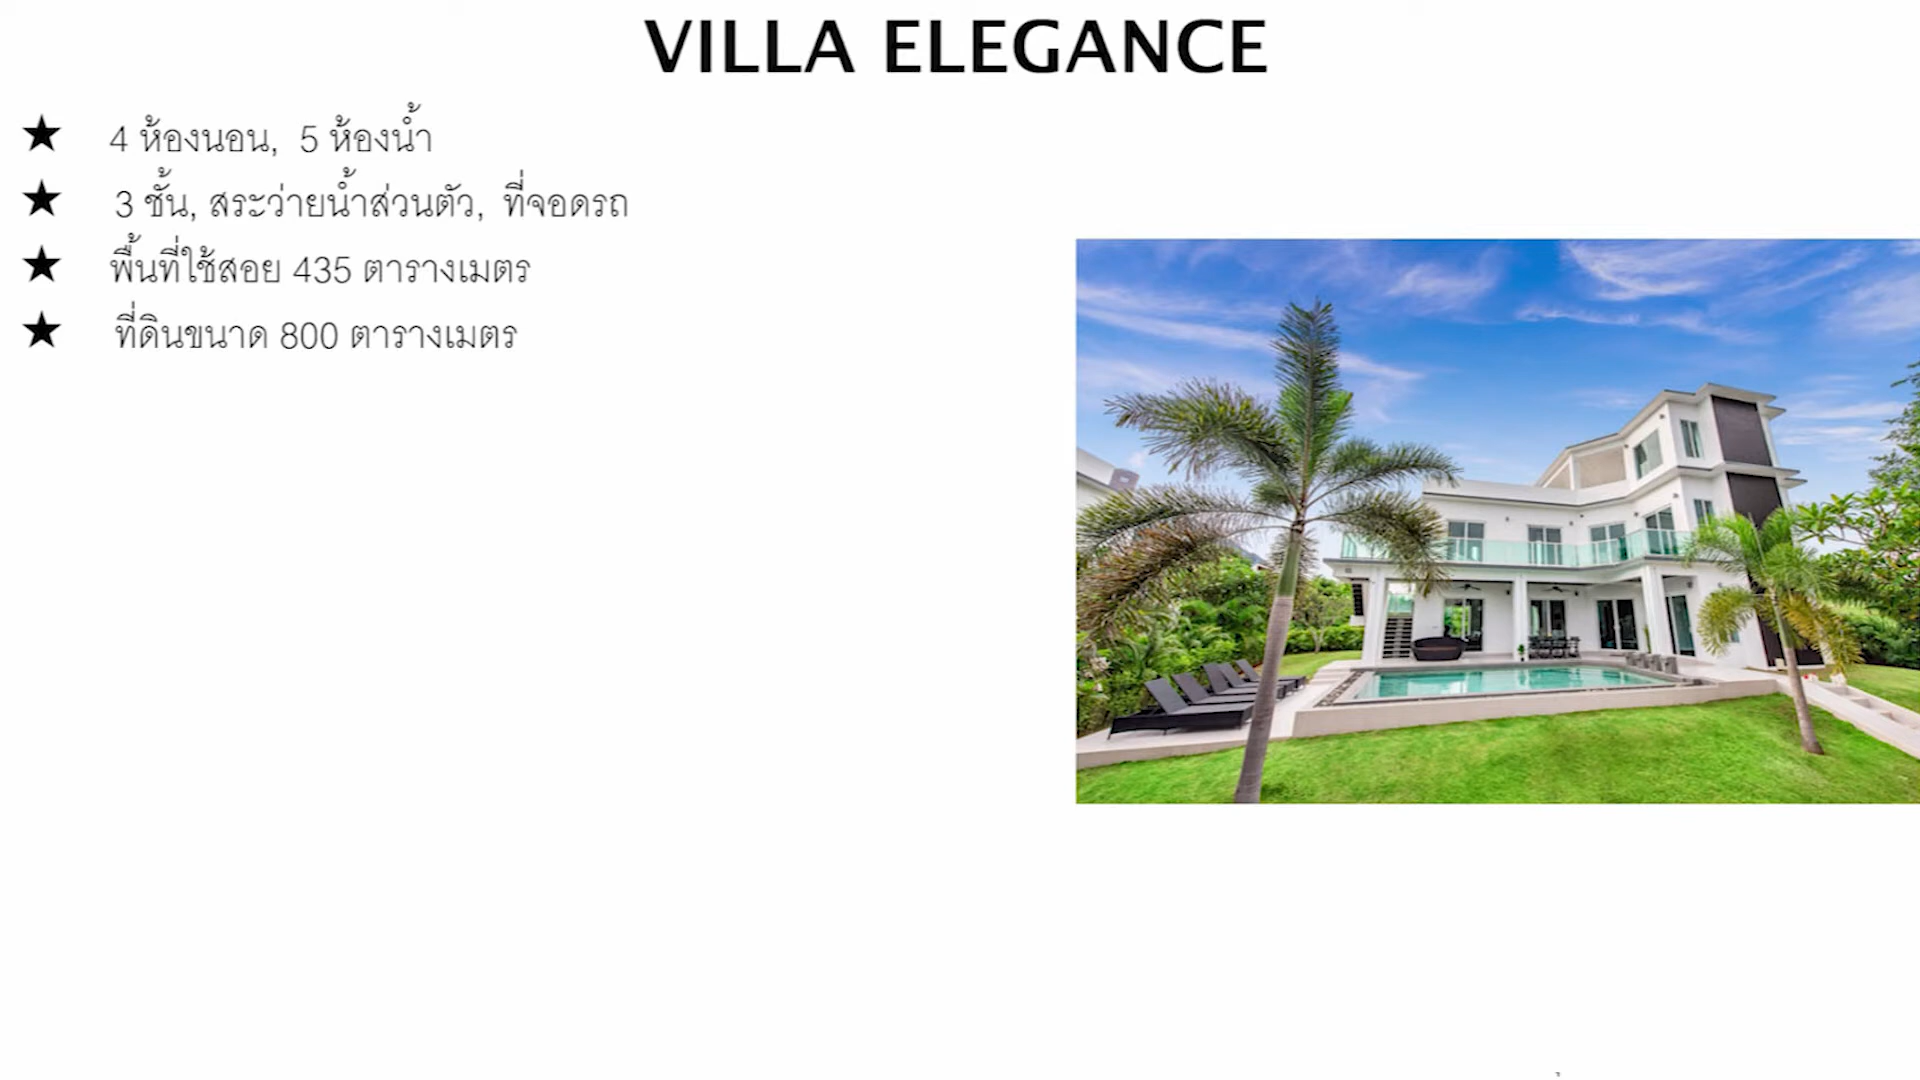 VILLA ELEGANCE
★ 4 ห้องนอน, 5 ห้องน้ำ
★ 3 ชั้น, สระว่ายน้ำส่วนตัว, ที่จอดรถ
★ พื้นที่ใช้สอย 435 ตารางเมตร
★ ที่ดินขนาด 800 ตารางเมตร